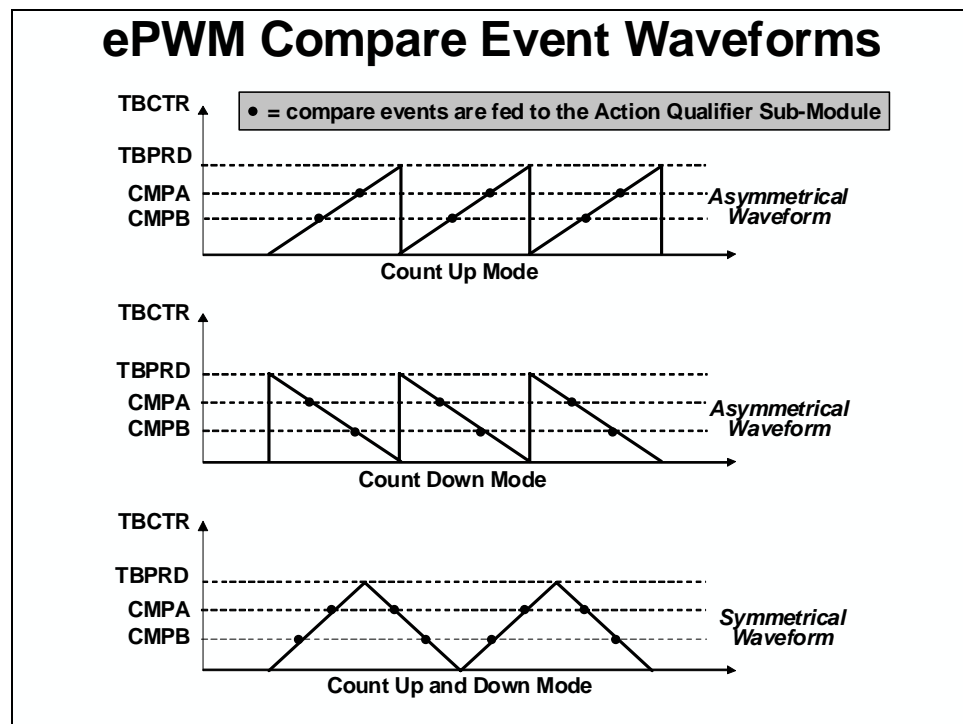 ePWM Compare Event Waveforms
TBCTR
• = compare events are fed to the Action Qualifier Sub-Module
TBPRD
CMPA
CMPB
Asymmetrical
Waveform
Count Up Mode
TBCTR
TBPRD
CMPA
CMPB
Asymmetrical
Waveform
Count Down Mode
TBCTR
TBPRD
CMPA
CMPB
Symmetrical
Waveform
Count Up and Down Mode